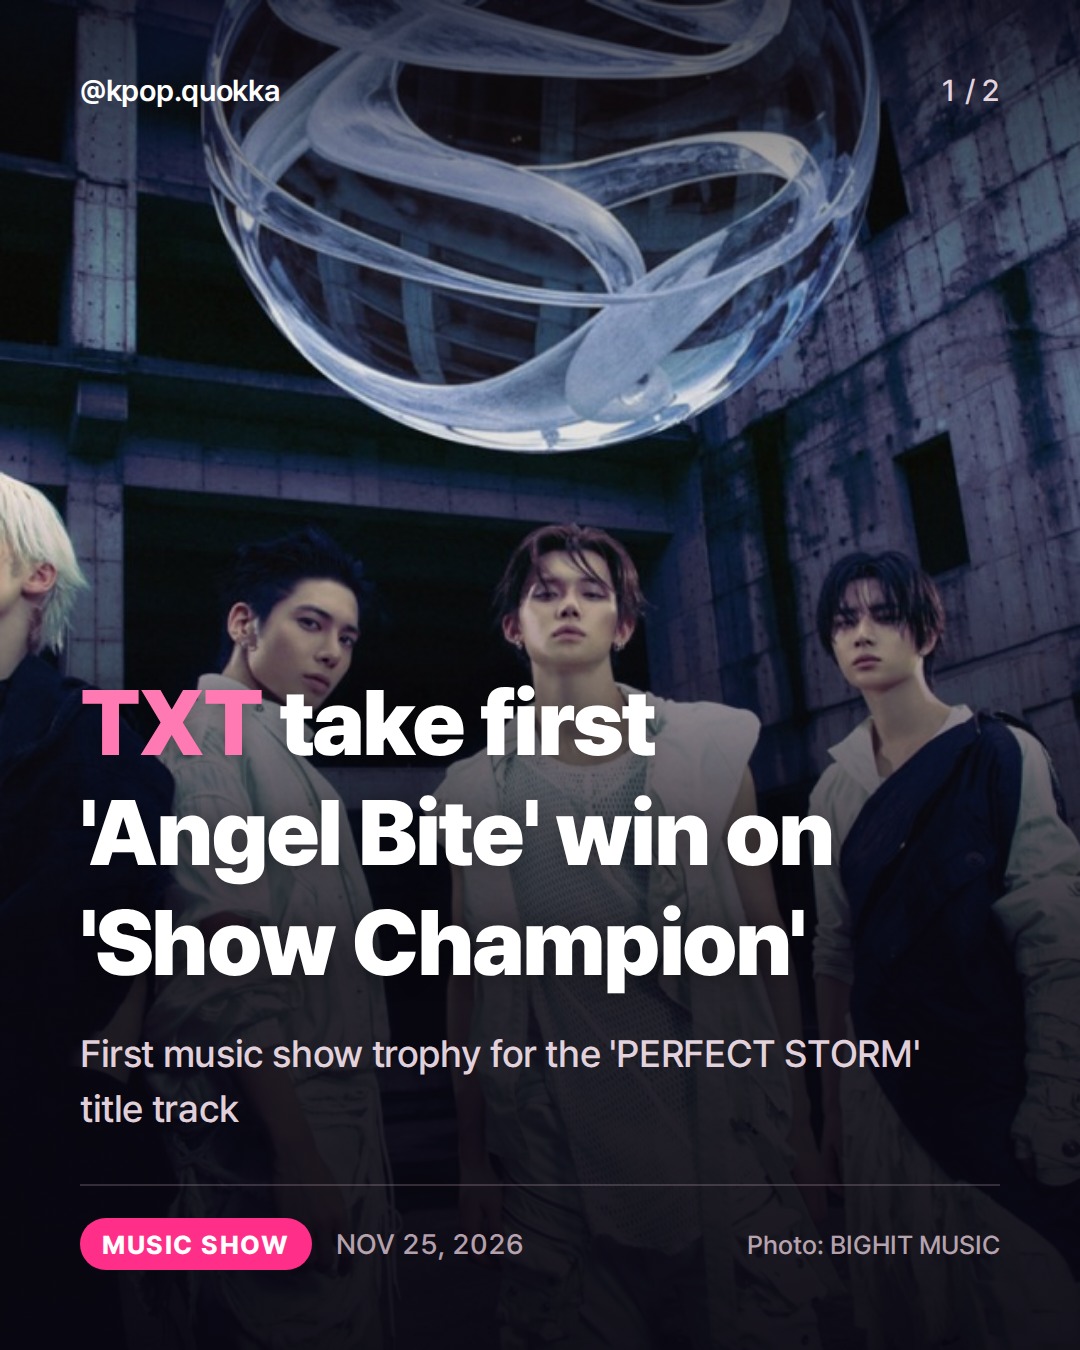 @kpop.quokka
1 / 2
TXT take first
'Angel Bite' win on
'Show Champion'
First music show trophy for the 'PERFECT STORM'
title track
MUSIC SHOW
NOV 25, 2026
Photo: BIGHIT MUSIC